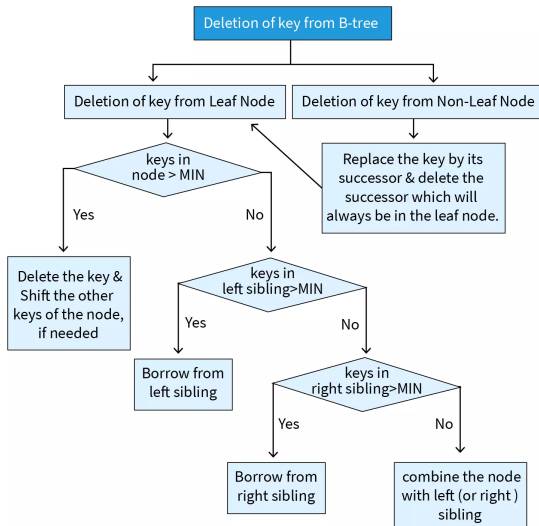 Deletion of key from B-tree
Deletion of key from Leaf Node
Deletion of key from Non-Leaf Node
keys in
node > MIN
Replace the key by its
successor & delete the
successor which will
always be in the leaf node.
Yes
No
Delete the key &
Shift the other
keys of the node,
if needed
keys in
left sibling>MIN
Yes
No
Borrow from
left sibling
keys in
right sibling>MIN
Yes
No
Borrow from
right sibling
combine the node
with left (or right )
sibling